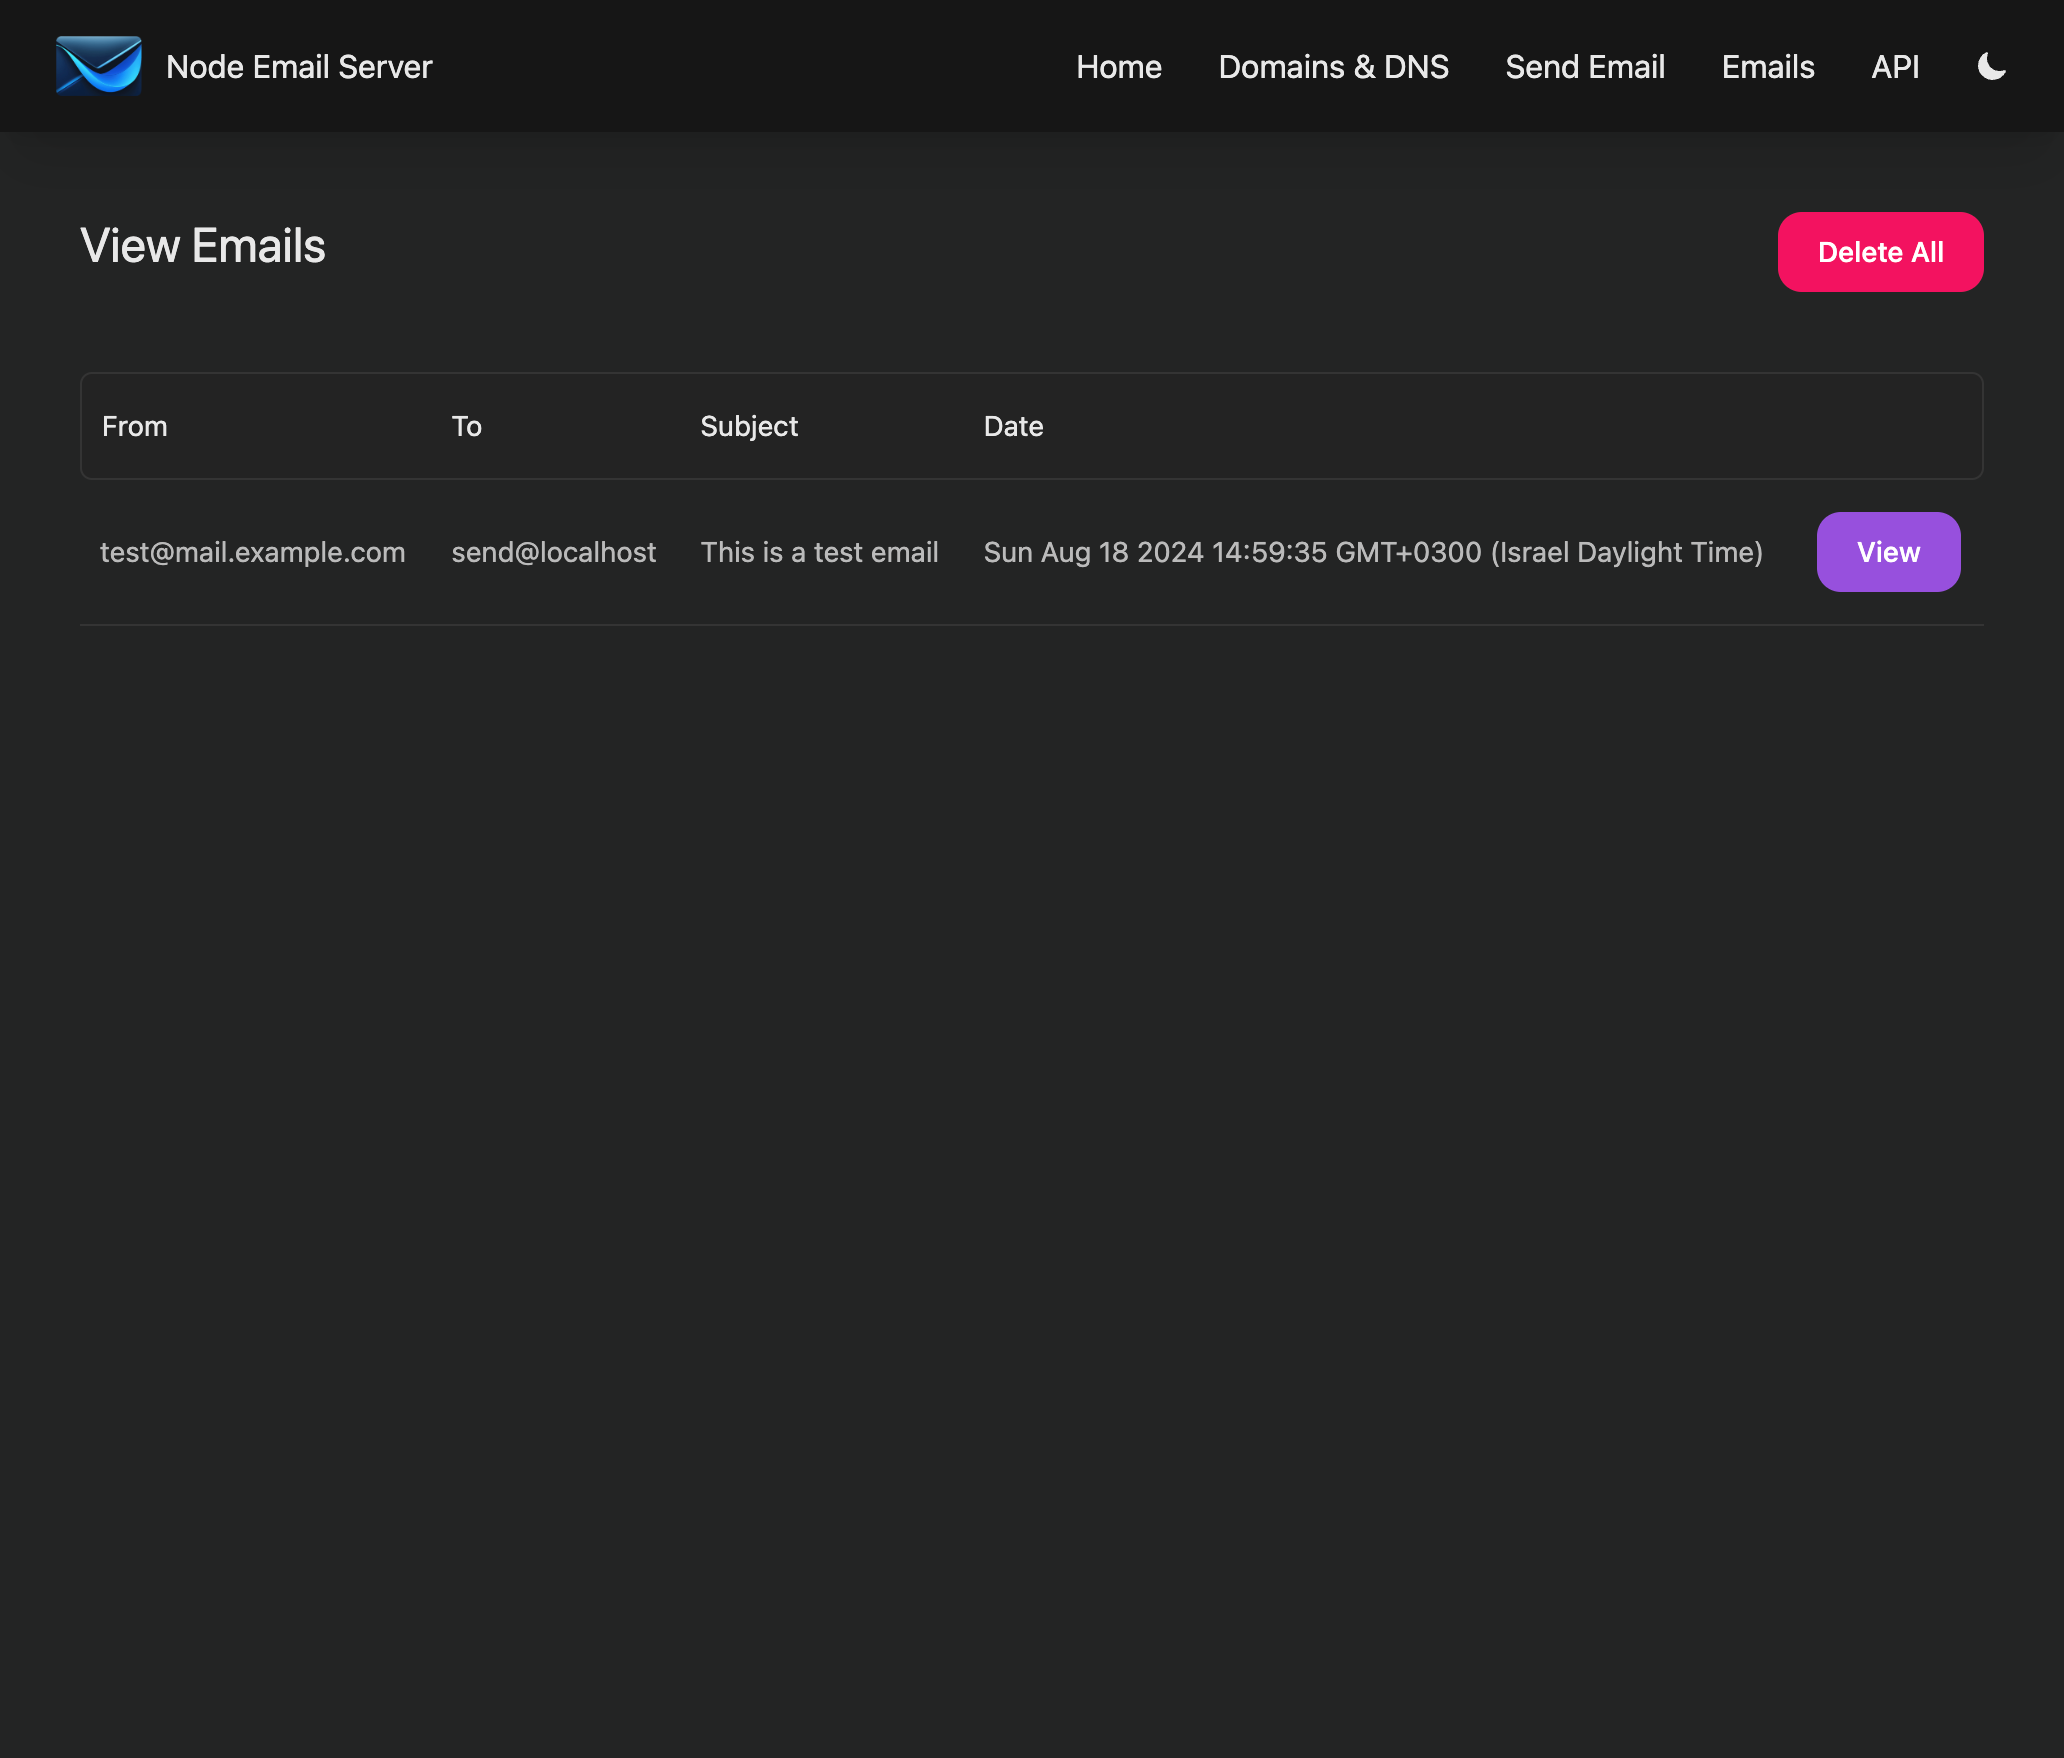 Node Email Server Home Domains & DNS Send Email Emails API
View Emails Delete All
From To Subject Date
test@mail.example.com send@localhost This is a test email Sun Aug 18 2024 14:59:35 GMT+0300 (Israel Daylight Time) View